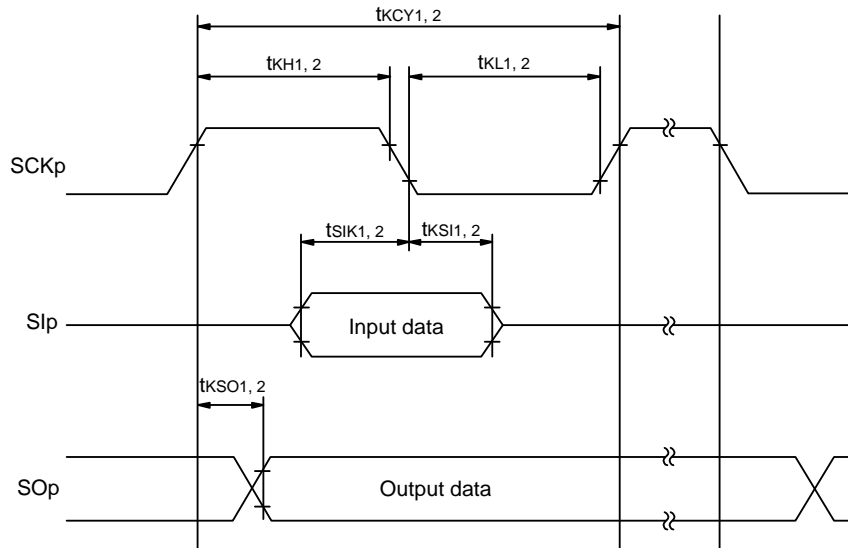 tKCY1, 2
tKH1, 2
tKL1, 2
SCKp
tSIK1, 2
tKSI1, 2
SIp
Input data
tKSO1, 2
SOp
Output data